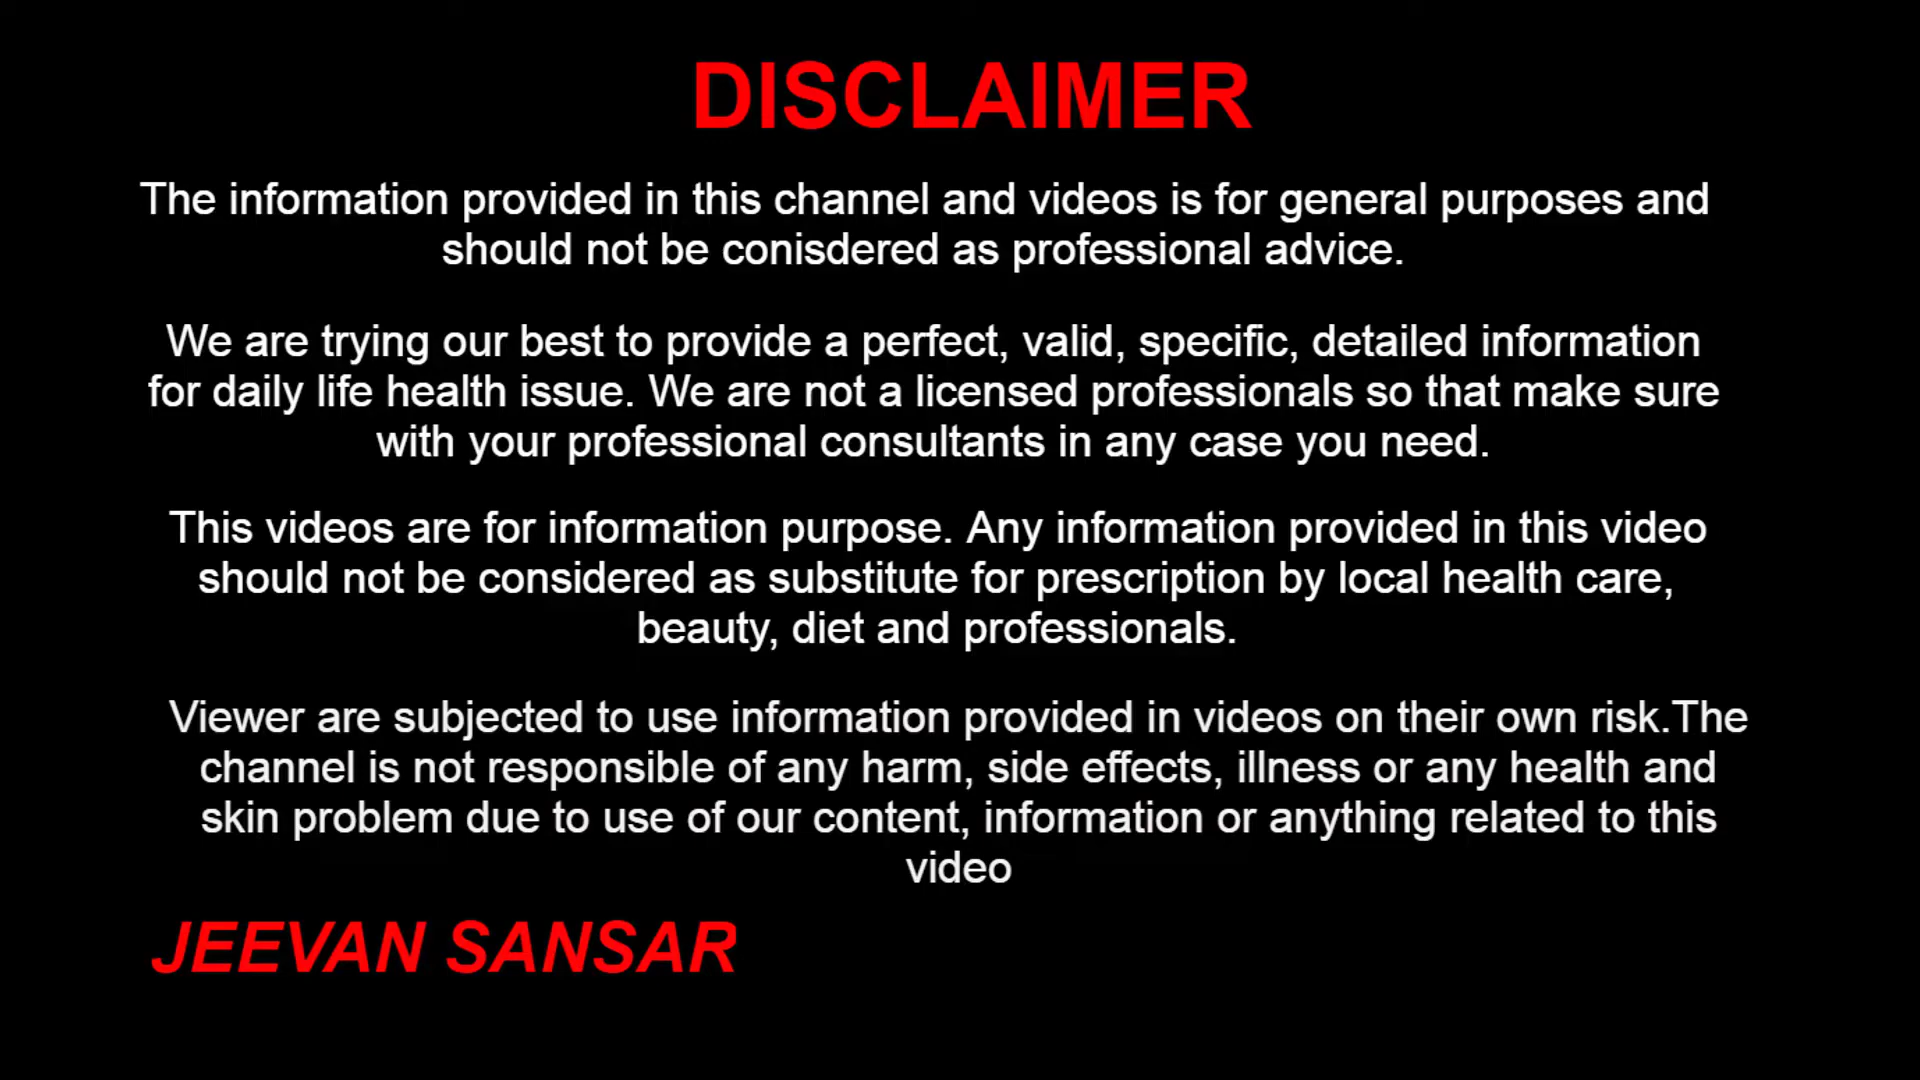 DISCLAIMER
The information provided in this channel and videos is for general purposes and
should not be conisdered as professional advice.
We are trying our best to provide a perfect, valid, specific, detailed information
for daily life health issue. We are not a licensed professionals so that make sure
with your professional consultants in any case you need.
This videos are for information purpose. Any information provided in this video
should not be considered as substitute for prescription by local health care,
beauty, diet and professionals.
Viewer are subjected to use information provided in videos on their own risk.The
channel is not responsible of any harm, side effects, illness or any health and
skin problem due to use of our content, information or anything related to this
video
JEEVAN SANSAR